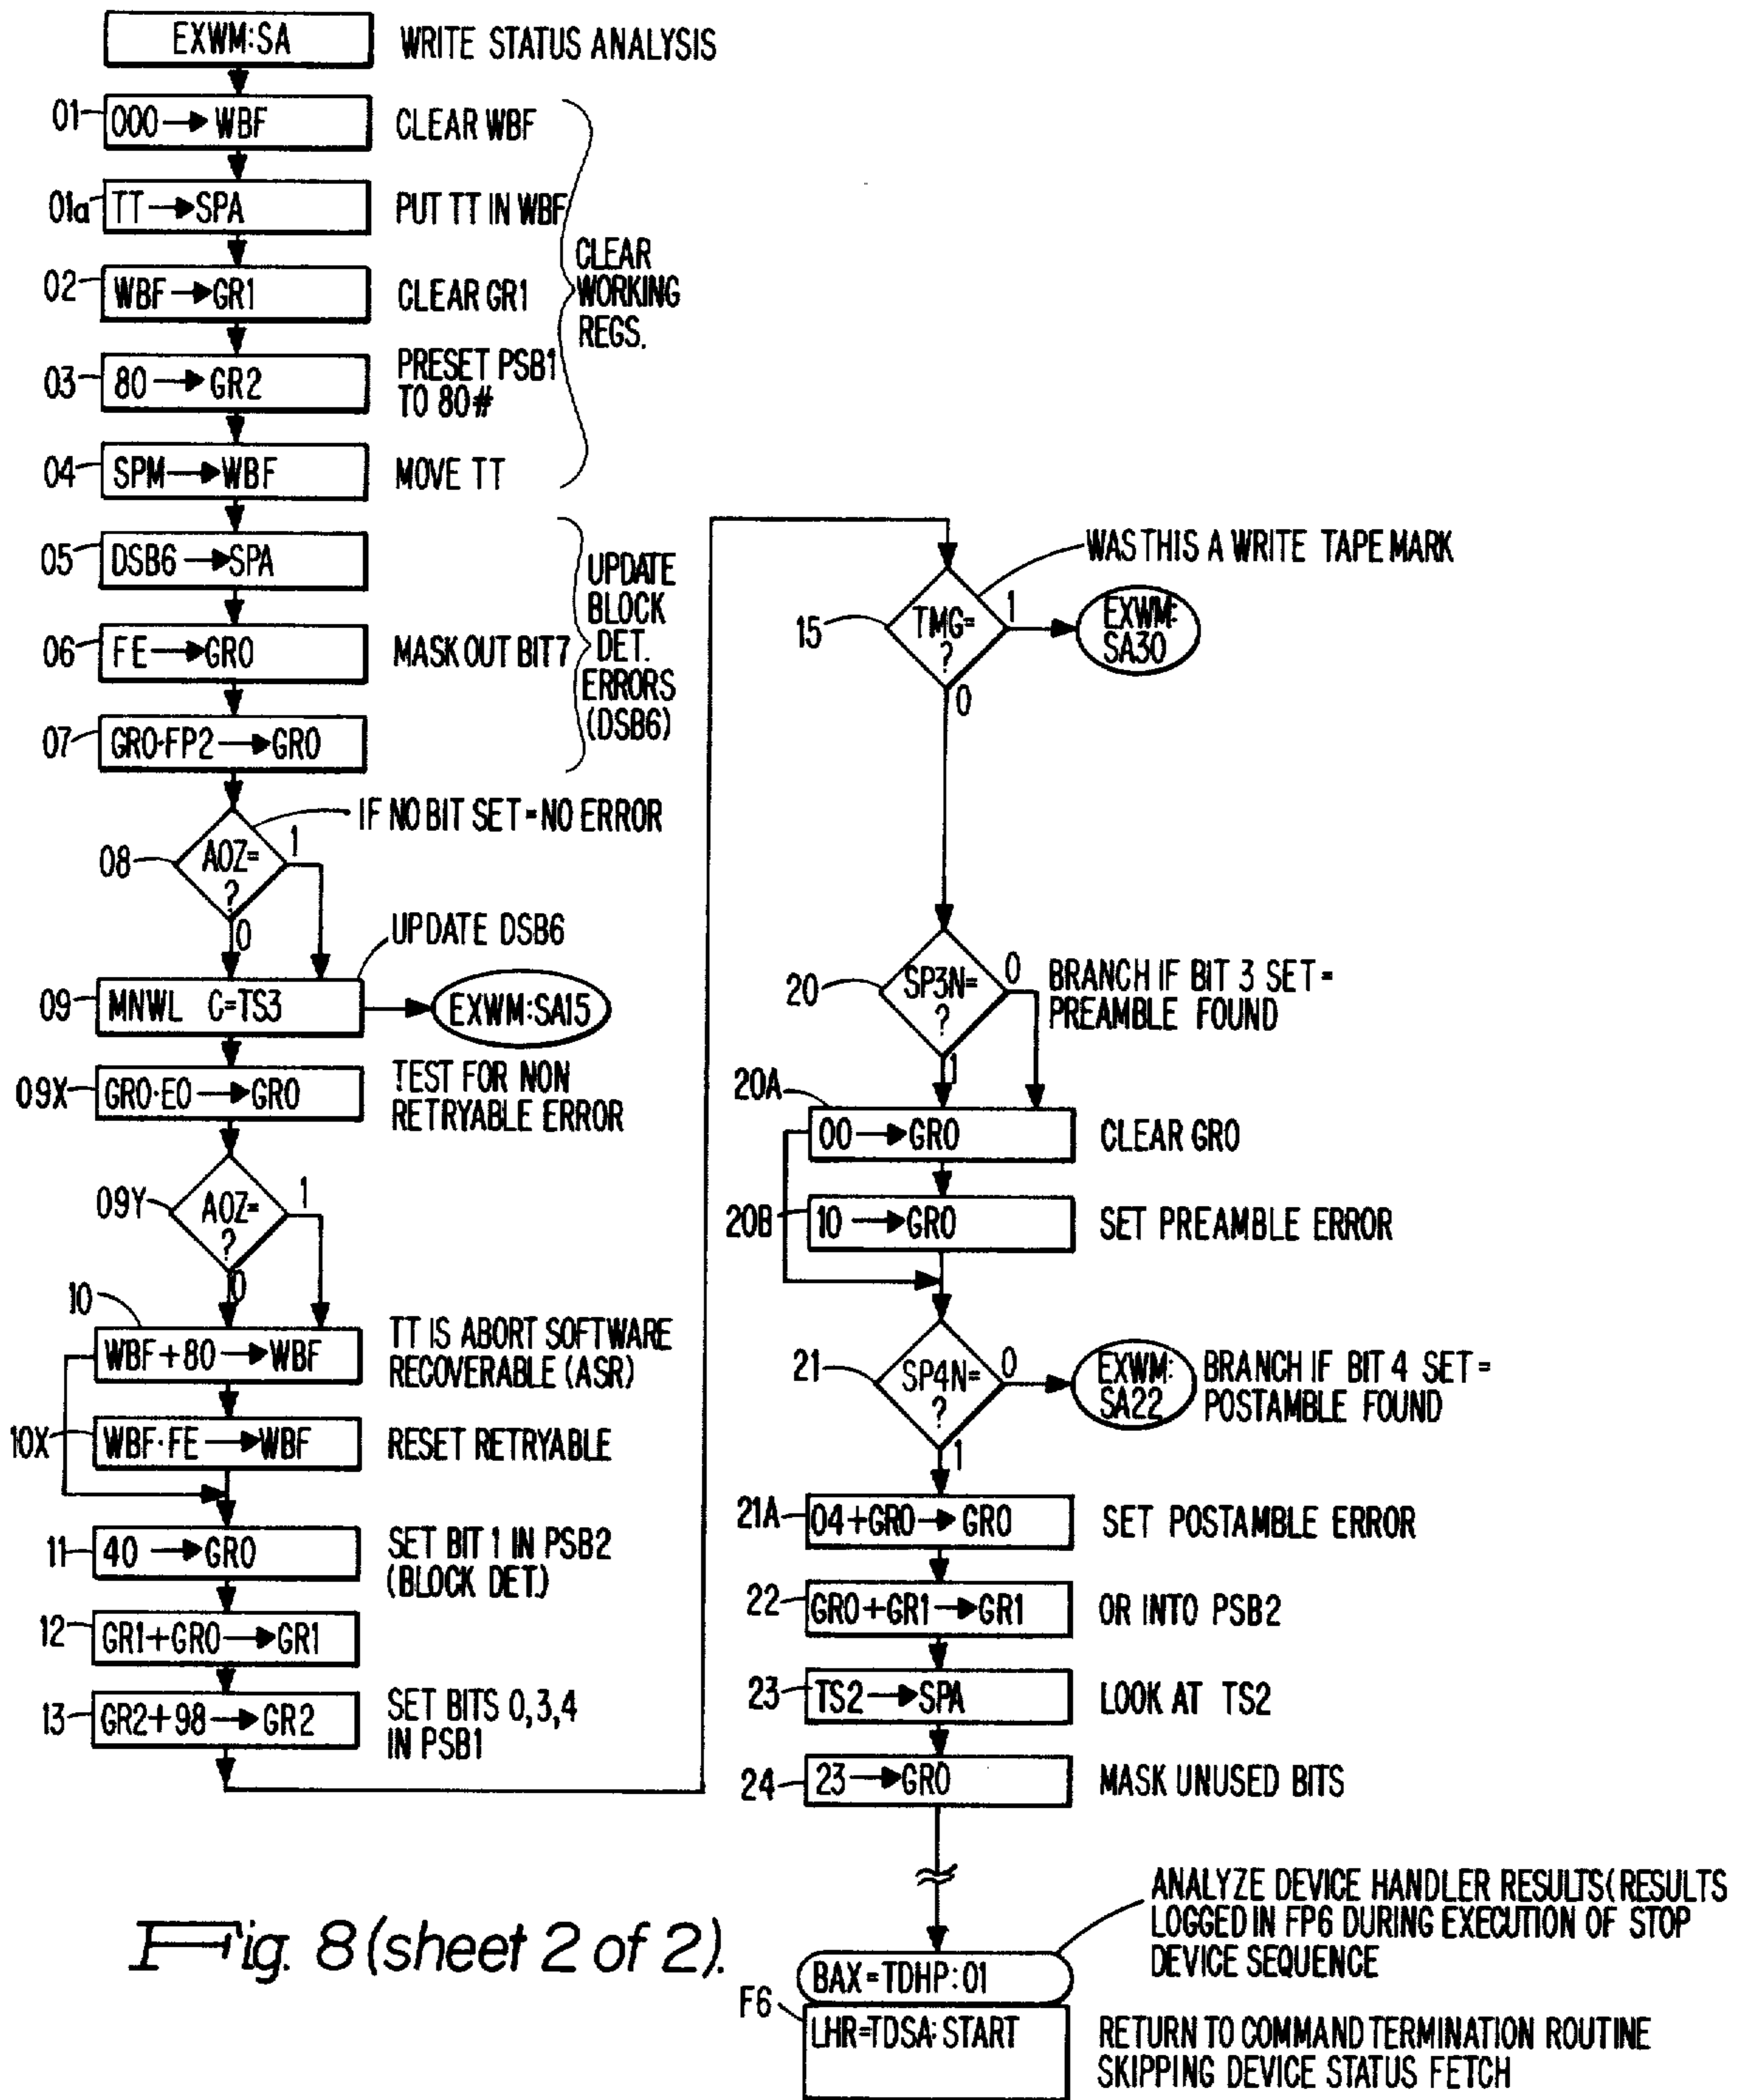 EXWM:SA WRITE STATUS ANALYSIS
01 000→WBF CLEAR WBF
01a TT→SPA PUT TT IN WBF
02 WBF→GR1 CLEAR GR1
03 80→GR2 PRESET PSB1
TO 80#
04 SPM→WBF MOVE TT
CLEAR
WORKING
REGS.
05 DSB6→SPA
06 FE→GR0 MASK OUT BIT 7
07 GR0·FP2→GR0
UPDATE
BLOCK
DET.
ERRORS
(DSB6)
IF NO BIT SET = NO ERROR
08 AOZ=
?
1
0
UPDATE DSB6
09 MNWL C=TS3 EXWM:SA15
09X GR0·E0→GR0 TEST FOR NON
RETRYABLE ERROR
09Y AOZ=
?
1
0
10 WBF+80→WBF TT IS ABORT SOFTWARE
RECOVERABLE (ASR)
10X WBF·FE→WBF RESET RETRYABLE
11 40→GR0 SET BIT 1 IN PSB2
(BLOCK DET.)
12 GR1+GR0→GR1
13 GR2+98→GR2 SET BITS 0,3,4
IN PSB1
WAS THIS A WRITE TAPE MARK
15 TMG=
?
1
0
EXWM:
SA30
20 SP3N=
?
0
1
BRANCH IF BIT 3 SET =
PREAMBLE FOUND
20A 00→GR0 CLEAR GR0
20B 10→GR0 SET PREAMBLE ERROR
21 SP4N=
?
0
1
EXWM:
SA22
BRANCH IF BIT 4 SET =
POSTAMBLE FOUND
21A 04+GR0→GR0 SET POSTAMBLE ERROR
22 GR0+GR1→GR1 OR INTO PSB2
23 TS2→SPA LOOK AT TS2
24 23→GR0 MASK UNUSED BITS
ANALYZE DEVICE HANDLER RESULTS (RESULTS
LOGGED IN FP6 DURING EXECUTION OF STOP
DEVICE SEQUENCE
BAX=TDHP:01
F6 LHR=TDSA:START RETURN TO COMMAND TERMINATION ROUTINE
SKIPPING DEVICE STATUS FETCH
Fig. 8 (sheet 2 of 2).